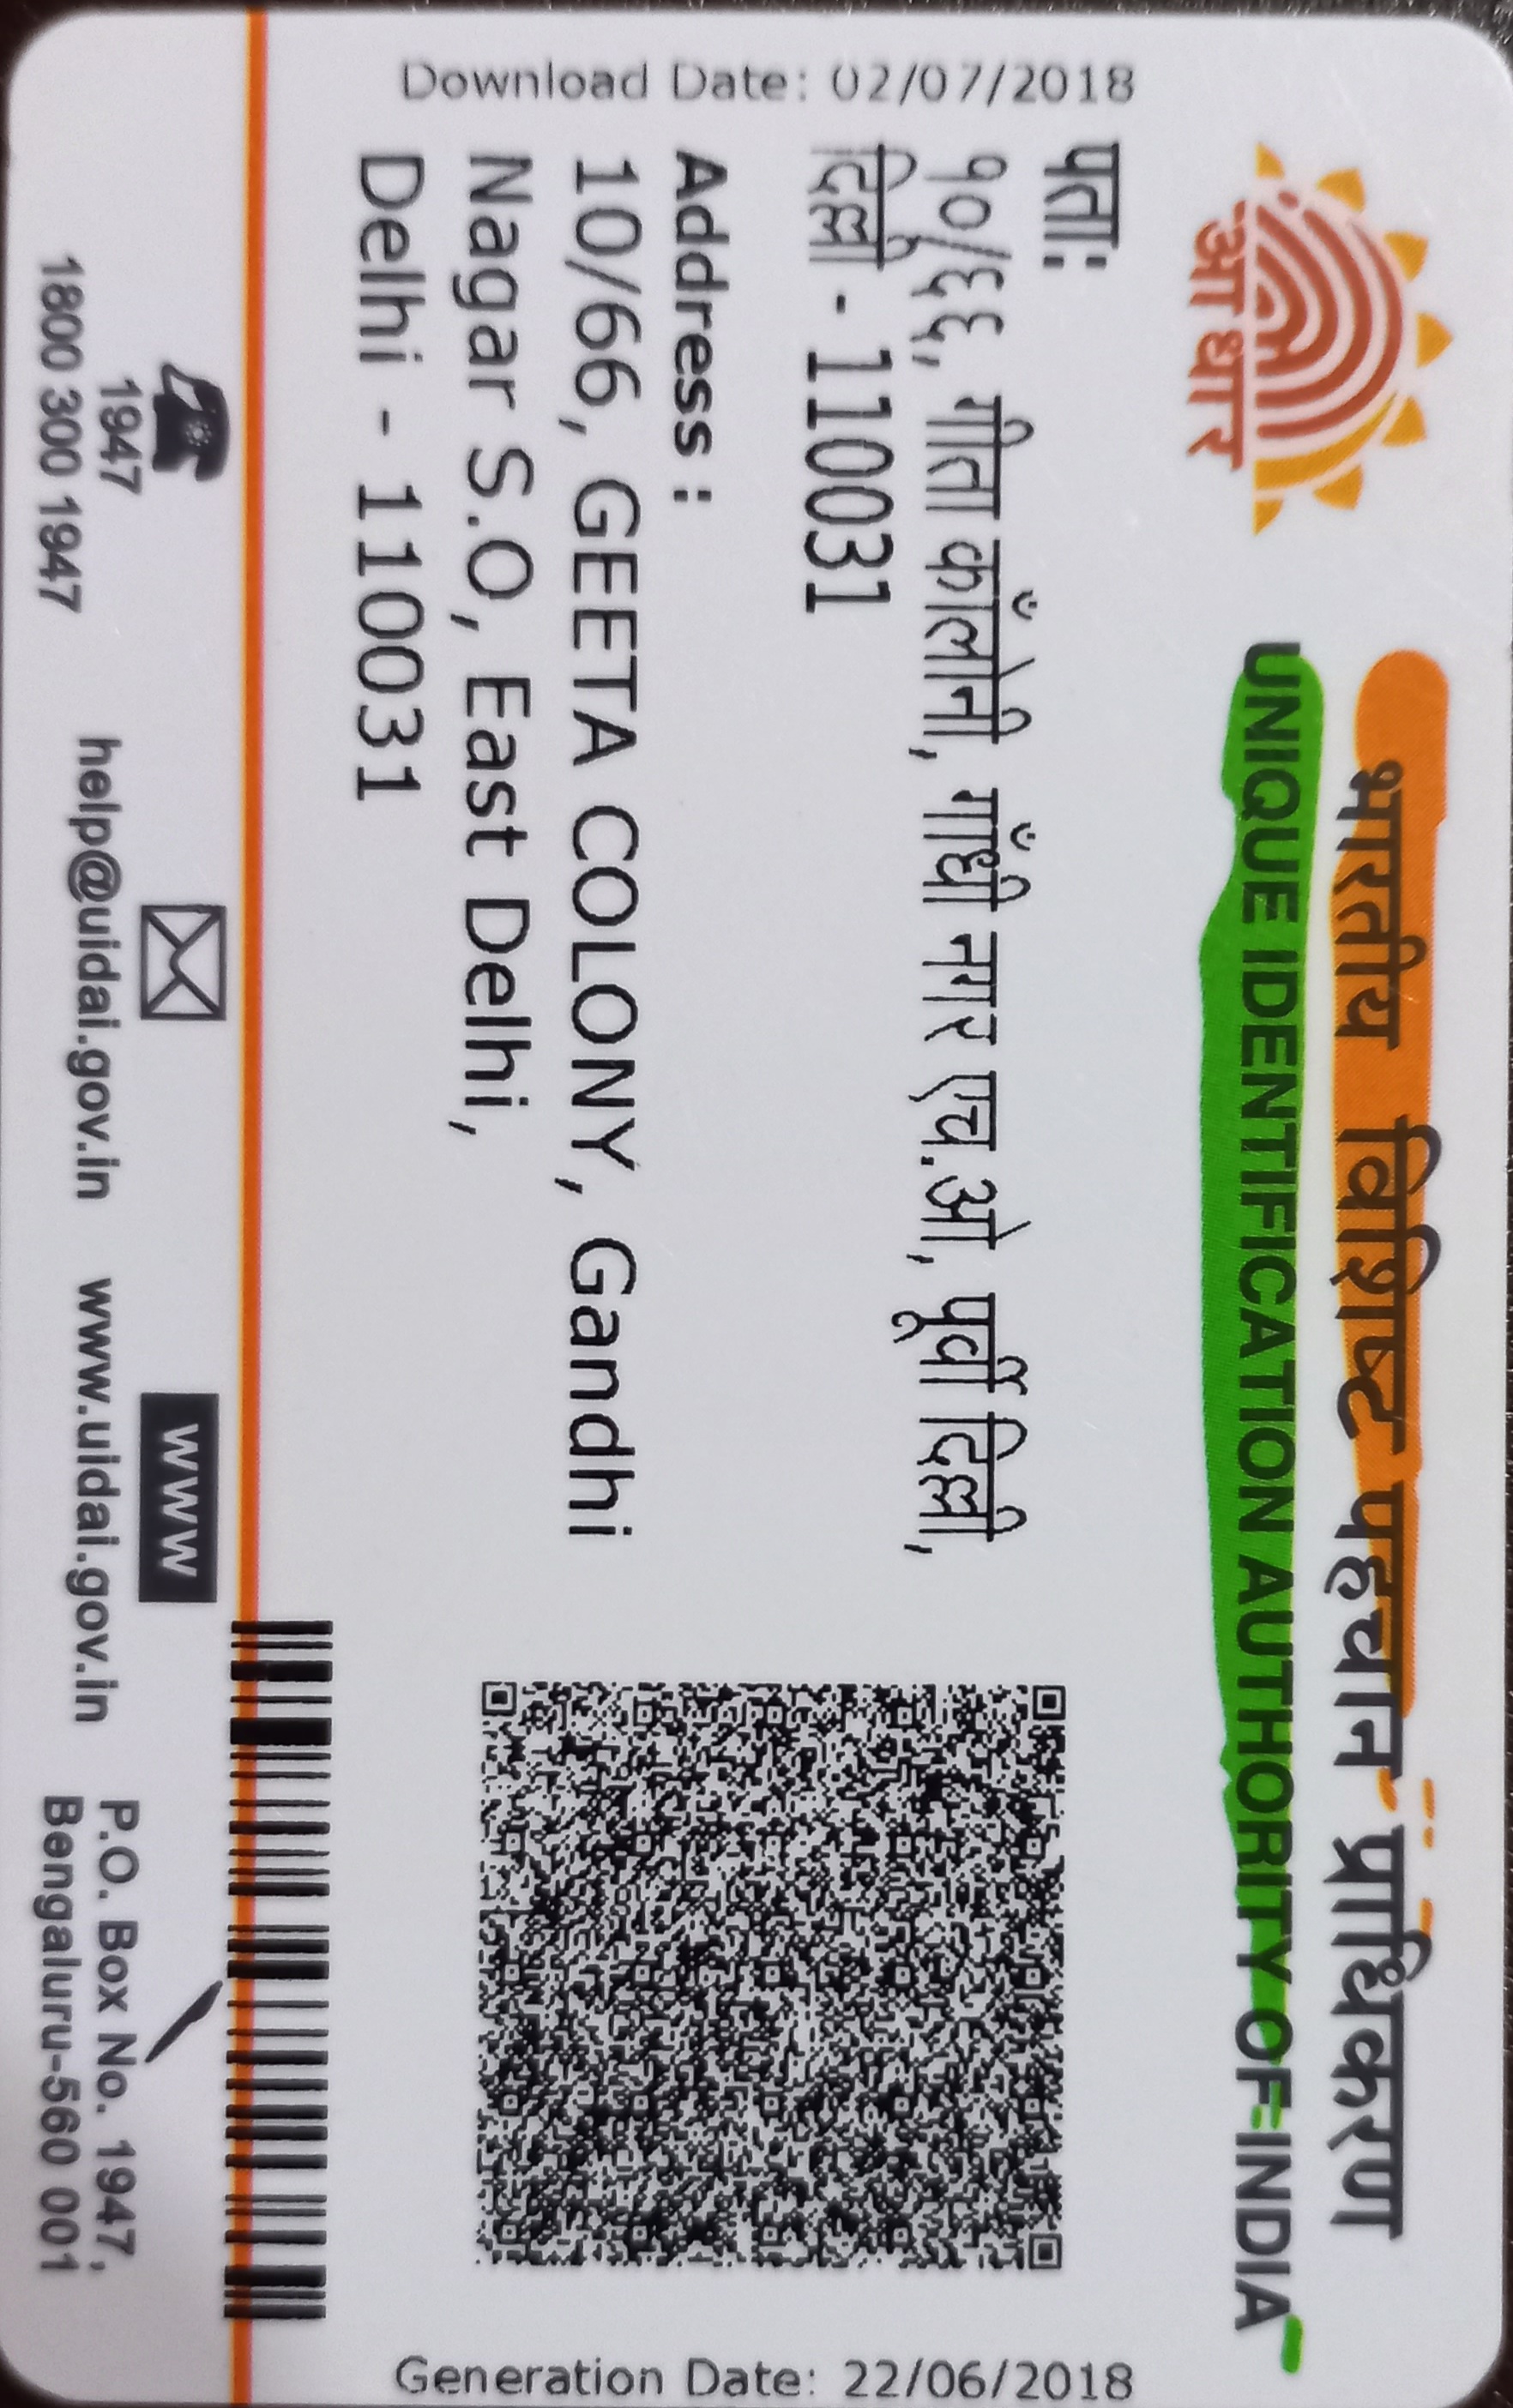 आधार
भारतीय विशिष्ट पहचान प्राधिकरण
UNIQUE IDENTIFICATION AUTHORITY OF INDIA
Download Date: 02/07/2018
पता:
१०/६६, गीता कॉलोनी, गाँधी नगर एच.ओ, पूर्वी दिल्ली,
दिल्ली - 110031
Address :
10/66, GEETA COLONY, Gandhi
Nagar S.O, East Delhi,
Delhi - 110031
Generation Date: 22/06/2018
1947
1800 300 1947
help@uidai.gov.in
www
www.uidai.gov.in
P.O. Box No. 1947,
Bengaluru-560 001